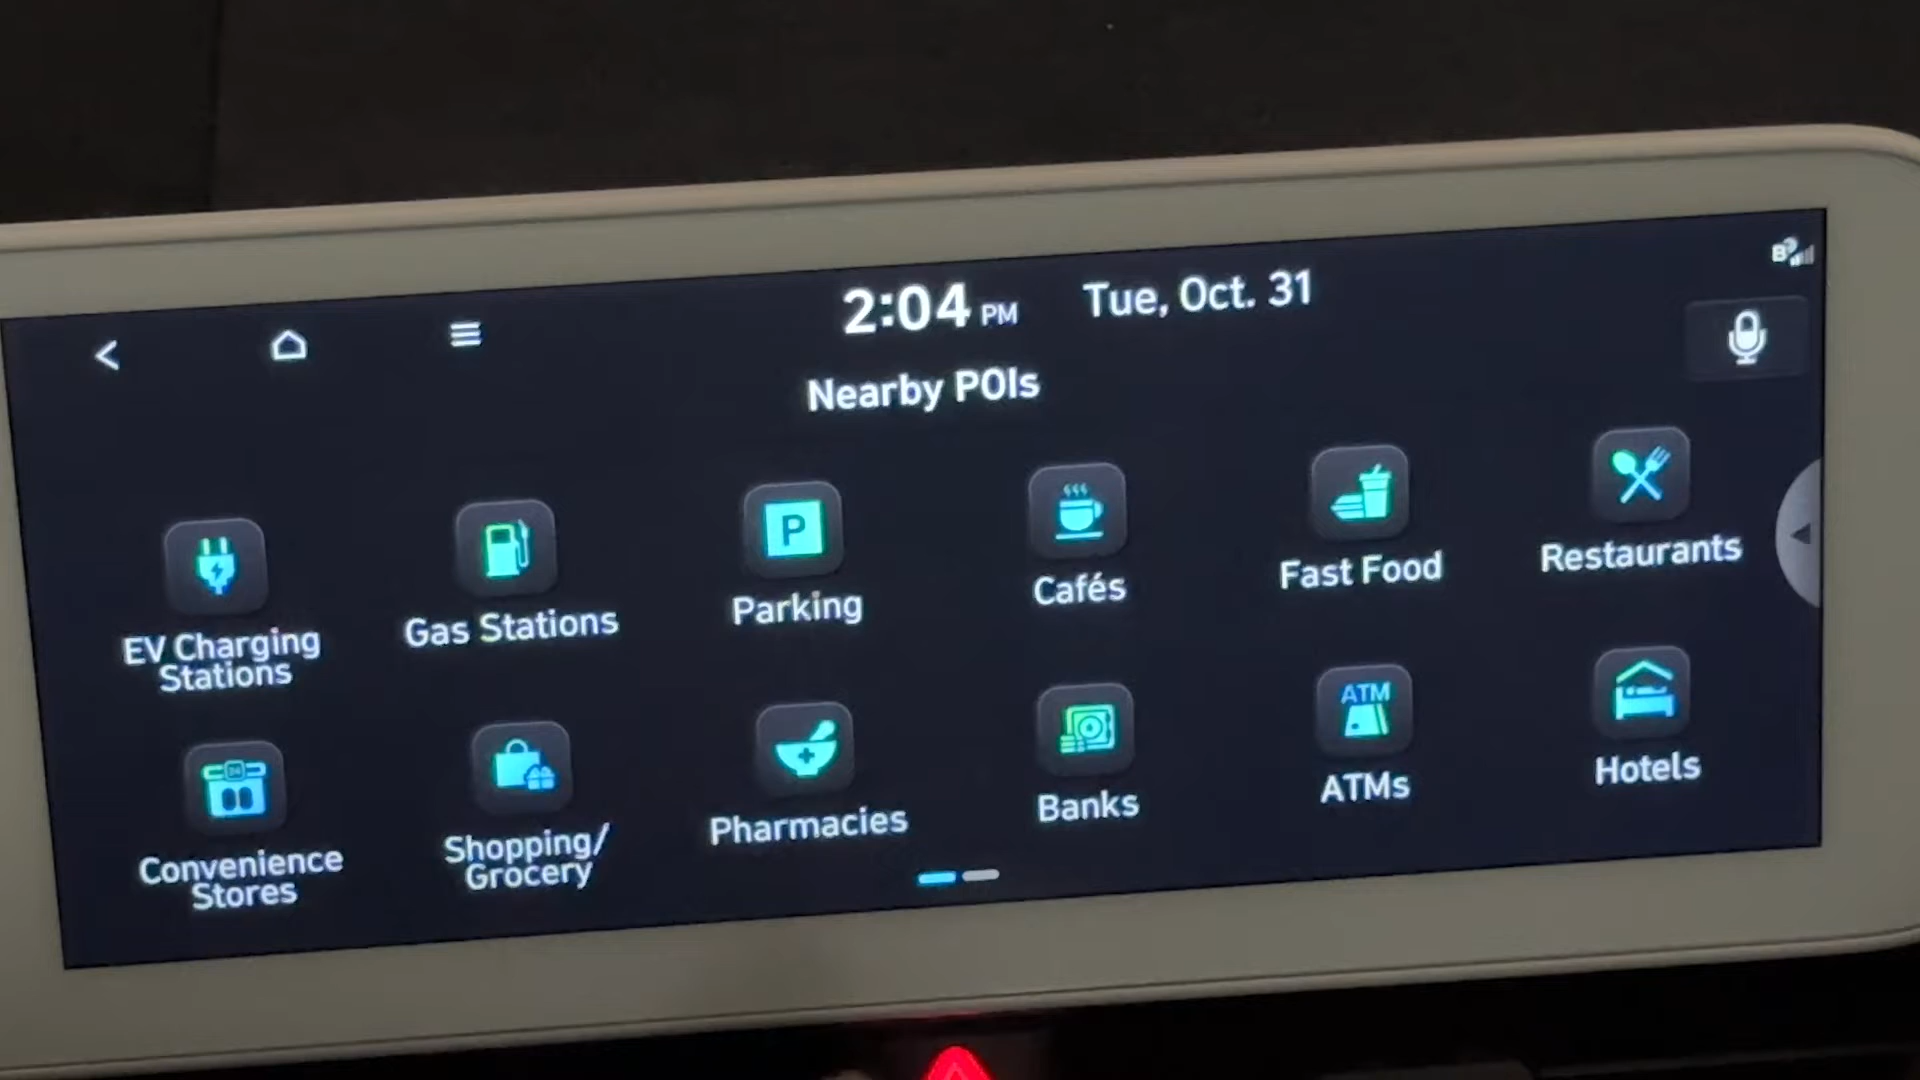 2:04 PM Tue, Oct. 31
Nearby POIs
P
EV Charging
Stations
Gas Stations
Parking
Cafés
Fast Food
Restaurants
ATM
Convenience
Stores
Shopping/
Grocery
Pharmacies
Banks
ATMs
Hotels